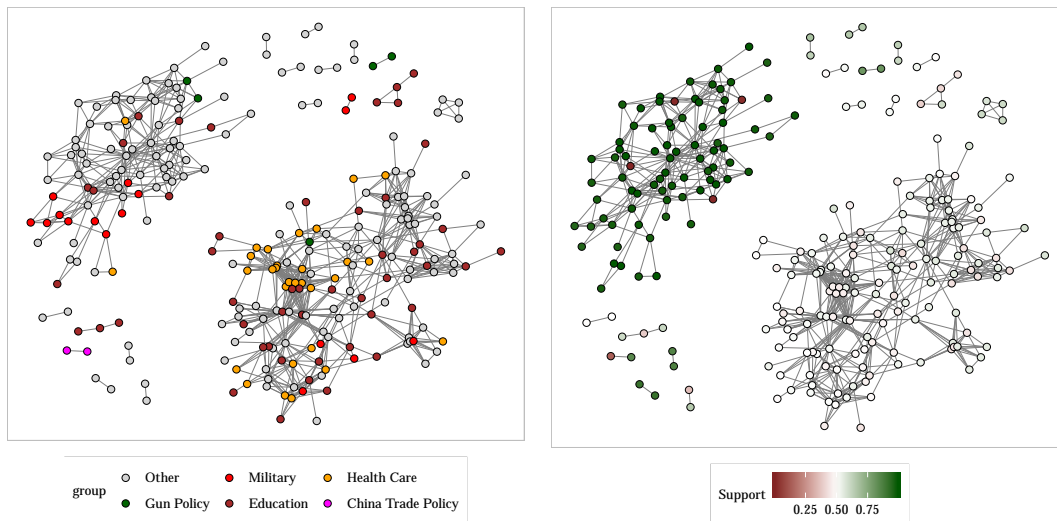 group
Other
Military
Health Care
Gun Policy
Education
China Trade Policy
Support
0.25 0.50 0.75